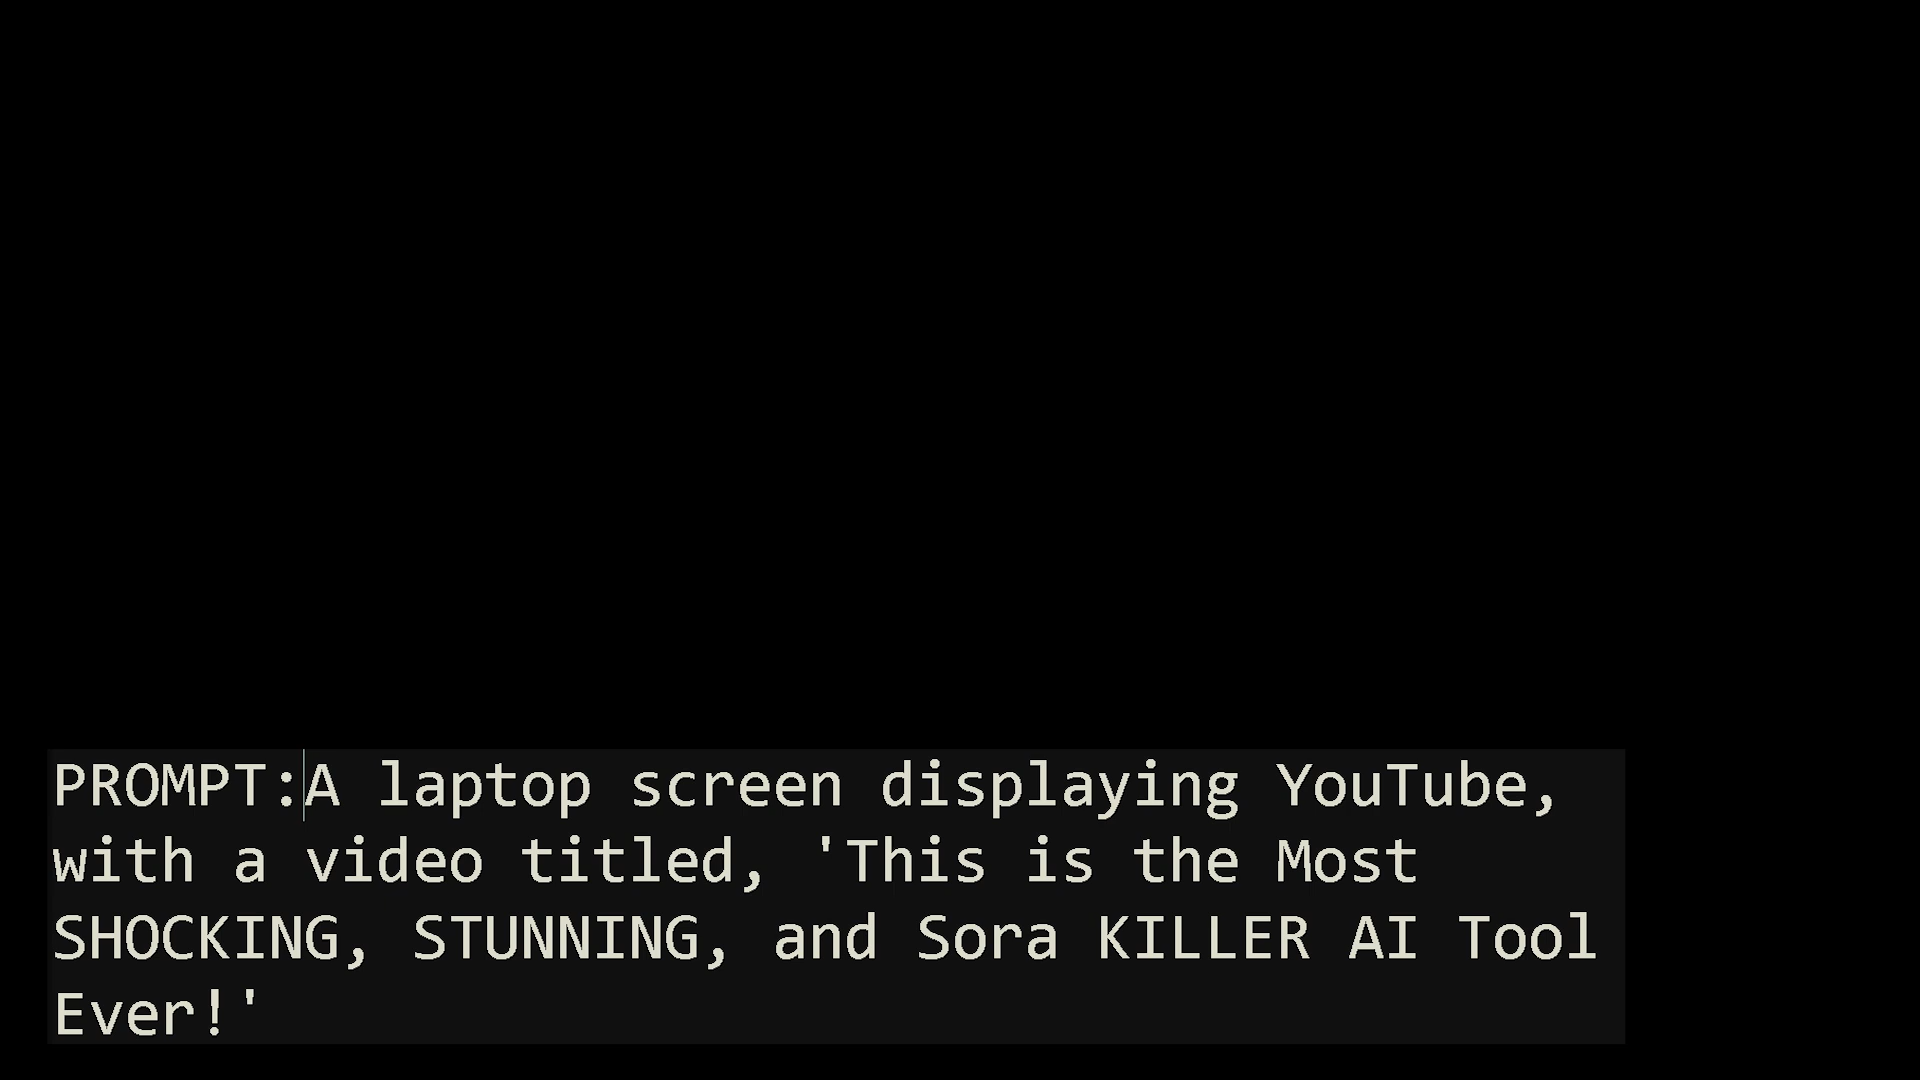 PROMPT:A laptop screen displaying YouTube,
with a video titled, 'This is the Most
SHOCKING, STUNNING, and Sora KILLER AI Tool
Ever!'